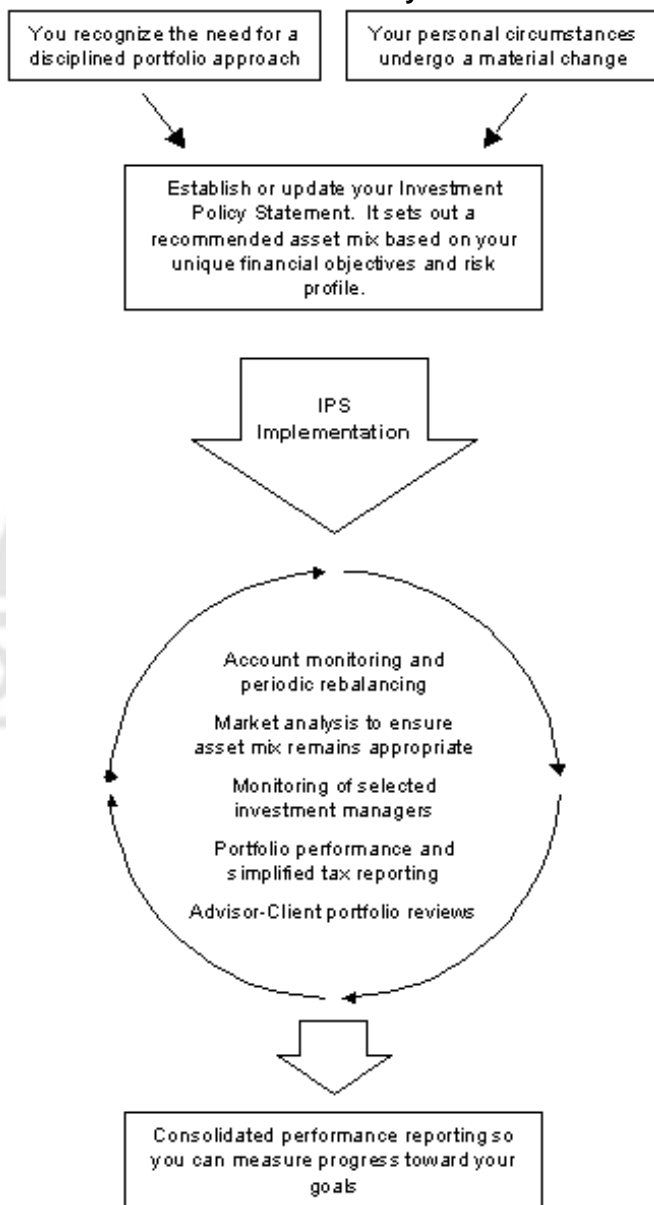 You recognize the need for a
disciplined portfolio approach
Your personal circumstances
undergo a material change
Establish or update your Investment
Policy Statement. It sets out a
recommended asset mix based on your
unique financial objectives and risk
profile.
IPS
Implementation
Account monitoring and
periodic rebalancing
Market analysis to ensure
asset mix remains appropriate
Monitoring of selected
investment managers
Portfolio performance and
simplified tax reporting
Advisor-Client portfolio reviews
Consolidated performance reporting so
you can measure progress toward your
goals